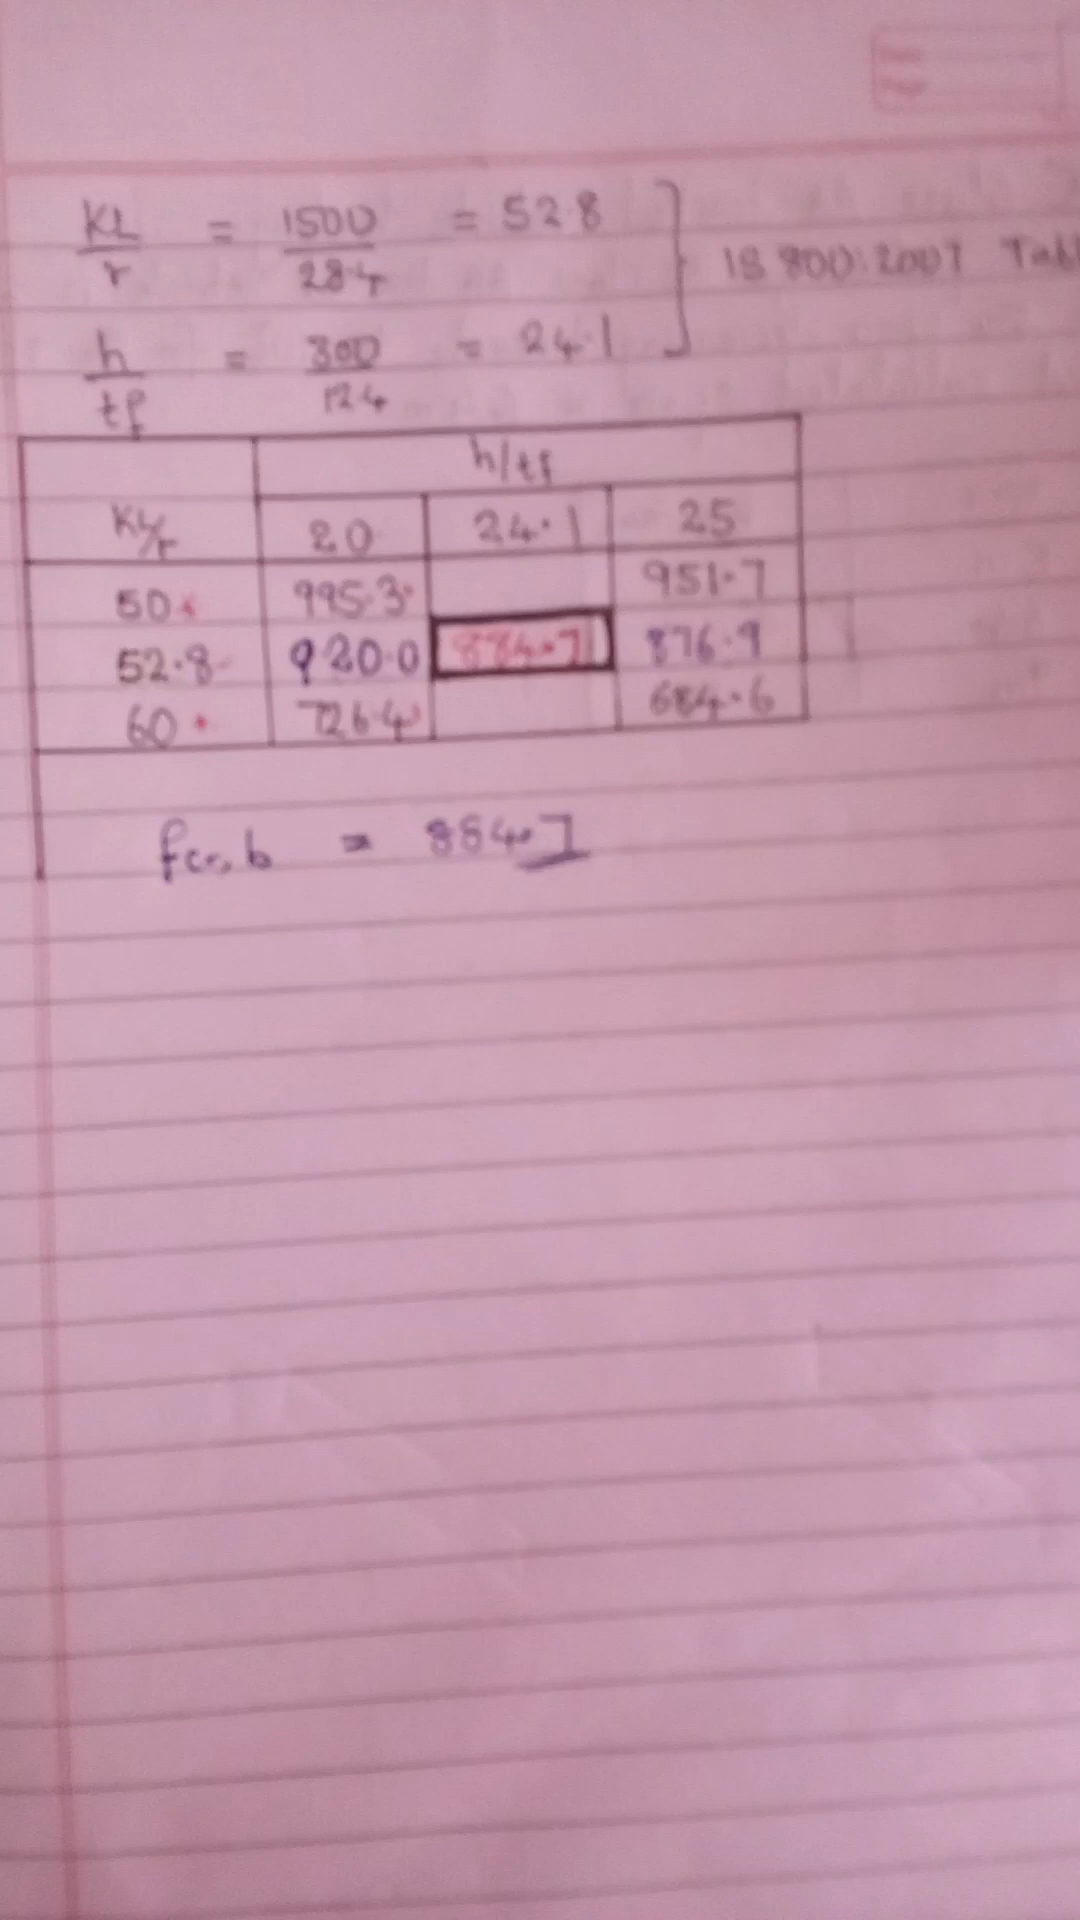 KL/r = 1500/28.4 = 52.8
IS 800:2007
h/tf = 300/12.4 = 24.1
h/tf
KL/r 20 24.1 25
50 995.3 951.7
52.8 920.0 884.7 876.9
60 726.4 684.6
fcr,b = 884.7